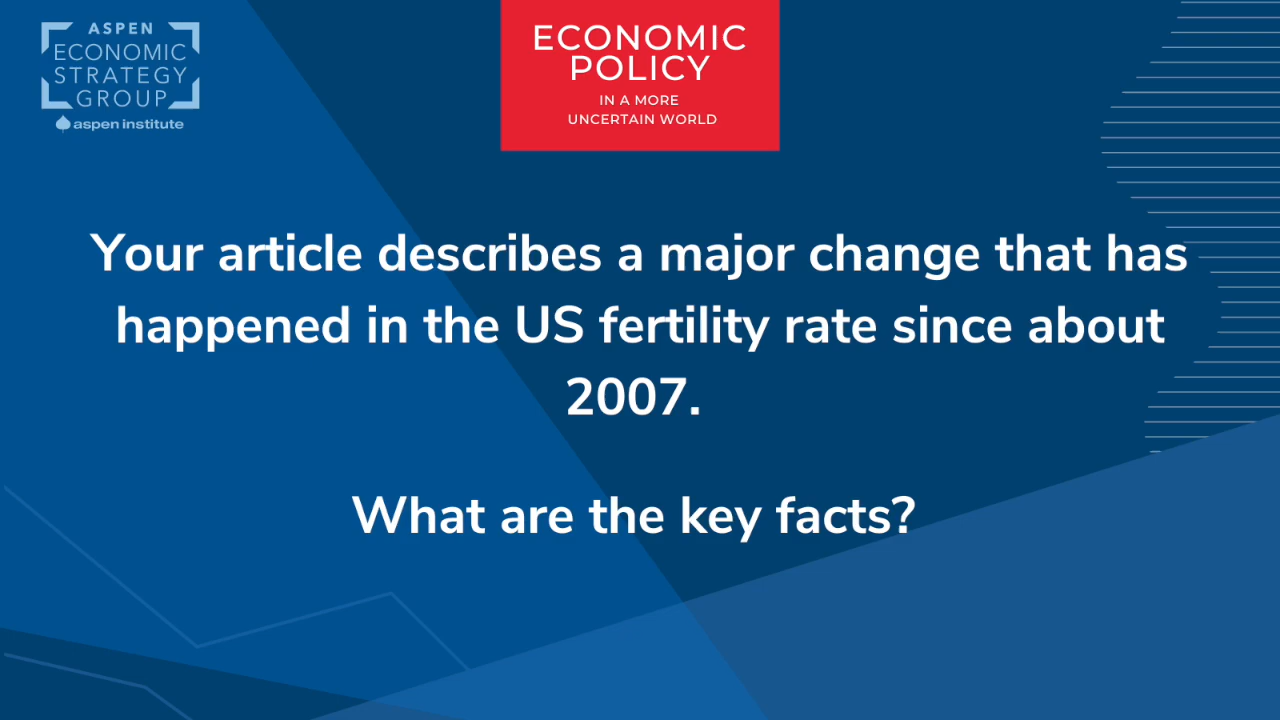 ASPEN
ECONOMIC
STRATEGY
GROUP
aspen institute
ECONOMIC
POLICY
IN A MORE
UNCERTAIN WORLD
Your article describes a major change that has
happened in the US fertility rate since about
2007.
What are the key facts?